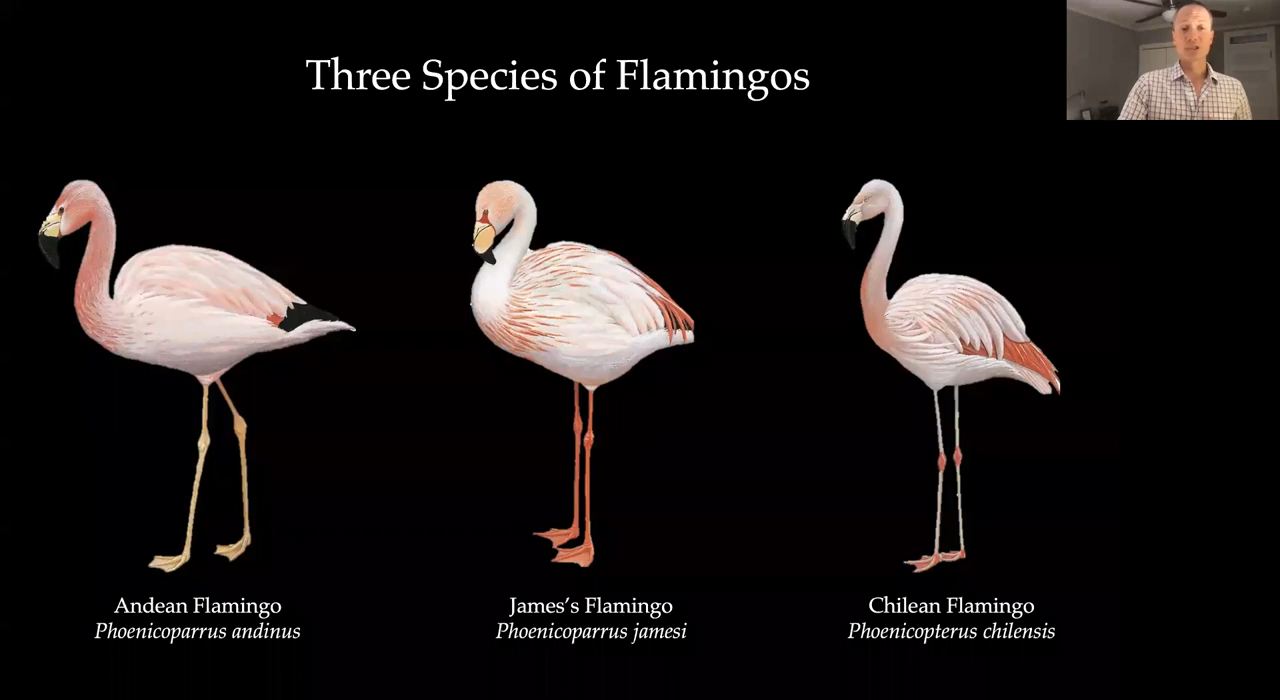 Three Species of Flamingos
Andean Flamingo
Phoenicoparrus andinus
James’s Flamingo
Phoenicoparrus jamesi
Chilean Flamingo
Phoenicopterus chilensis